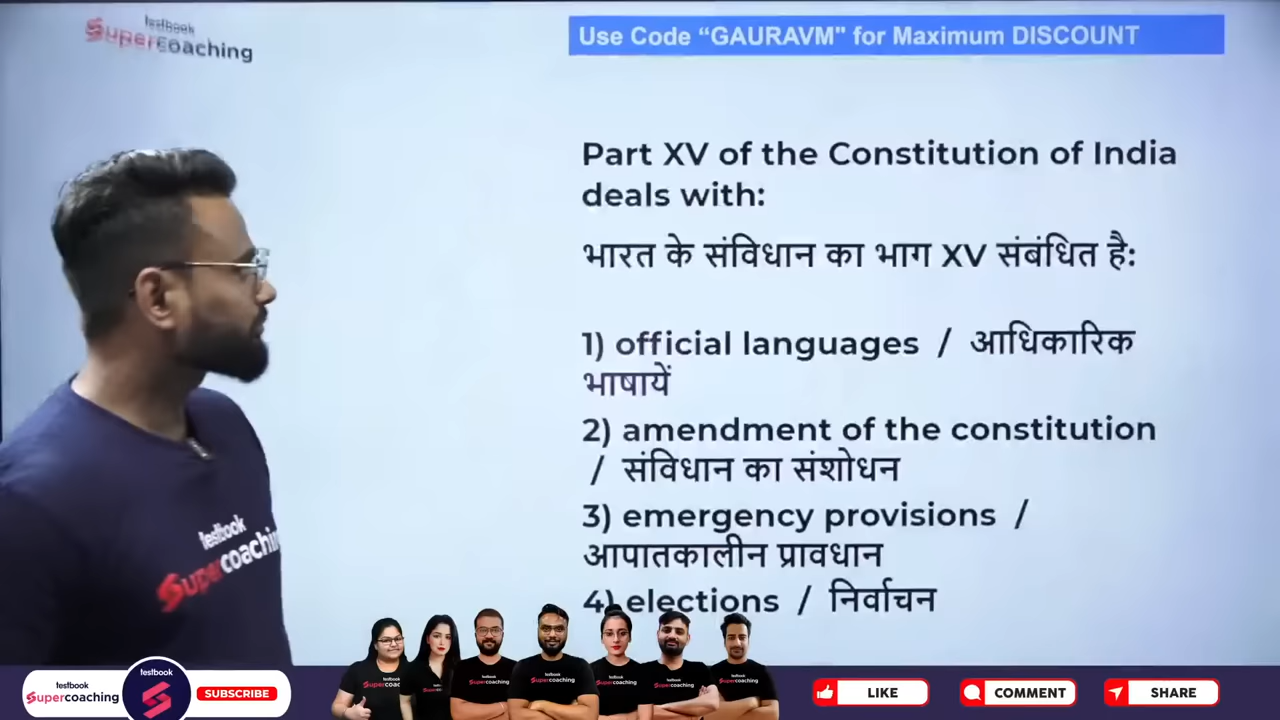 testbook
Supercoaching
Use Code “GAURAVM" for Maximum DISCOUNT
Part XV of the Constitution of India
deals with:
भारत के संविधान का भाग XV संबंधित है:
1) official languages / आधिकारिक
भाषायें
2) amendment of the constitution
/ संविधान का संशोधन
3) emergency provisions /
आपातकालीन प्रावधान
4) elections / निर्वाचन
testbook
Supercoaching
testbook
Supercoaching
testbook
SUBSCRIBE
LIKE
COMMENT
SHARE